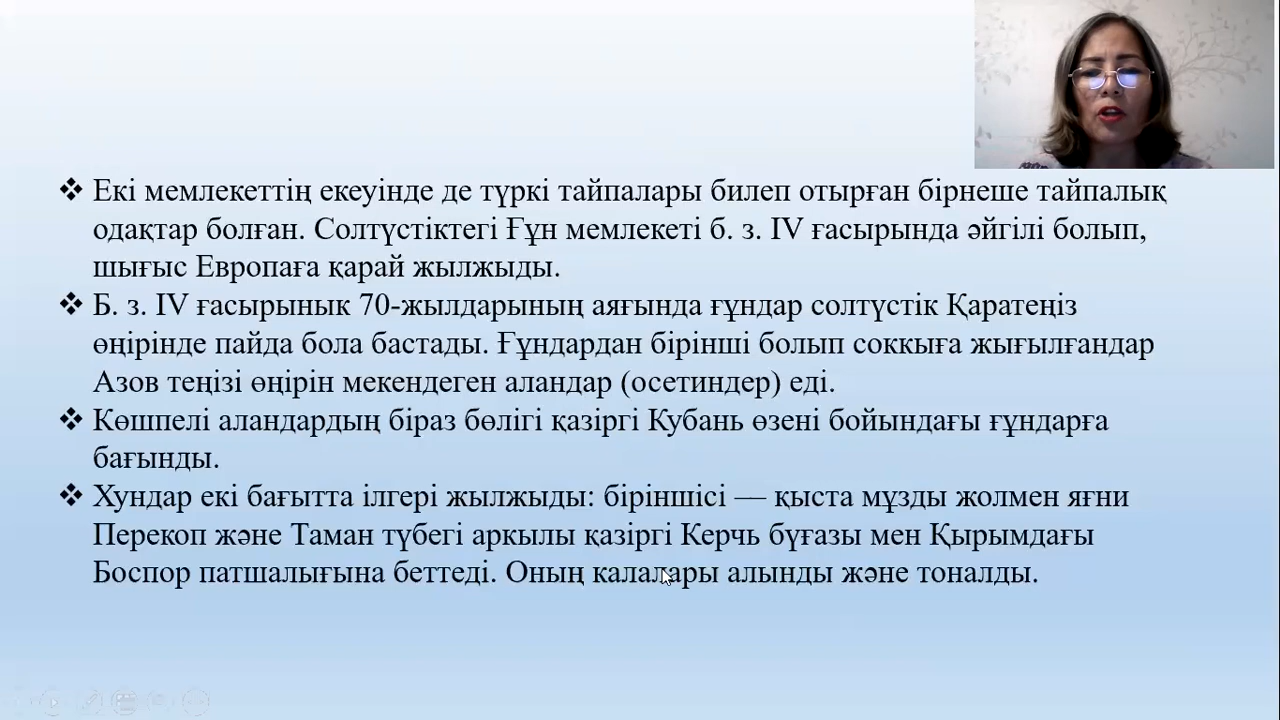 ❖ Екі мемлекеттің екеуінде де түркі тайпалары билеп отырған бірнеше тайпалық
одақтар болған. Солтүстіктегі Ғұн мемлекеті б. з. IV ғасырында әйгілі болып,
шығыс Европаға қарай жылжыды.
❖ Б. з. IV ғасырынык 70-жылдарының аяғында ғұндар солтүстік Қаратеңіз
өңірінде пайда бола бастады. Ғұндардан бірінші болып соккыға жығылғандар
Азов теңізі өңірін мекендеген аландар (осетиндер) еді.
❖ Көшпелі аландардың біраз бөлігі қазіргі Кубань өзені бойындағы ғұндарға
бағынды.
❖ Хундар екі бағытта ілгері жылжыды: біріншісі — қыста мұзды жолмен яғни
Перекоп және Таман түбегі аркылы қазіргі Керчь бүғазы мен Қырымдағы
Боспор патшалығына беттеді. Оның калалары алынды және тоналды.